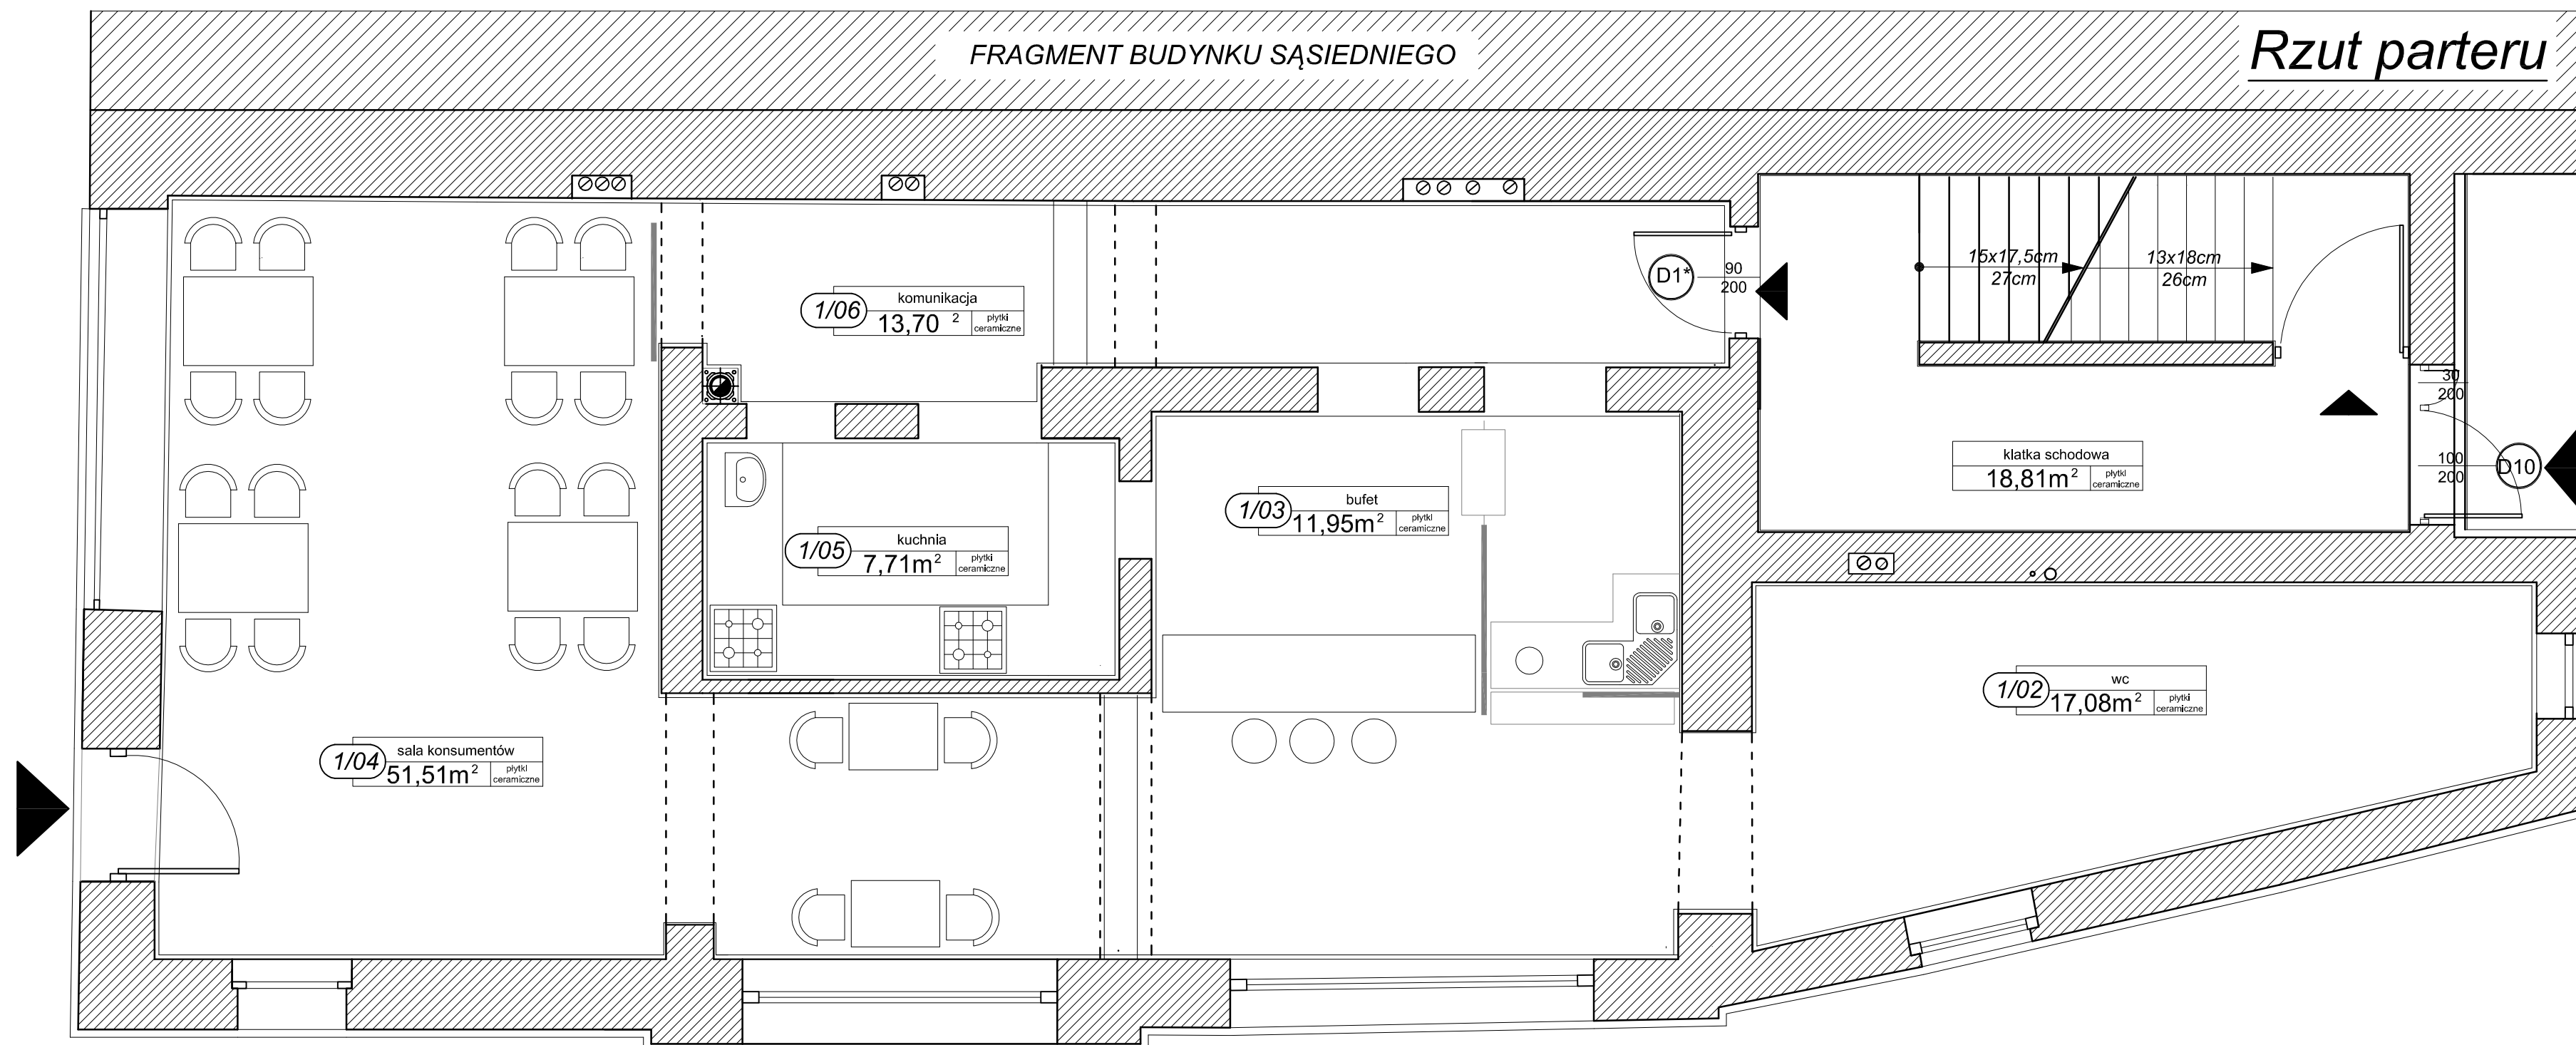 FRAGMENT BUDYNKU SĄSIEDNIEGO
Rzut parteru
15x17,5cm
27cm
13x18cm
26cm
D1*
90
200
1/06
komunikacja
13,70 2
płytki
ceramiczne
30
200
klatka schodowa
18,81m2
płytki
ceramiczne
100
200
D10
1/03
bufet
11,95m2
płytki
ceramiczne
1/05
kuchnia
7,71m2
płytki
ceramiczne
1/02
wc
17,08m2
płytki
ceramiczne
1/04
sala konsumentów
51,51m2
płytki
ceramiczne